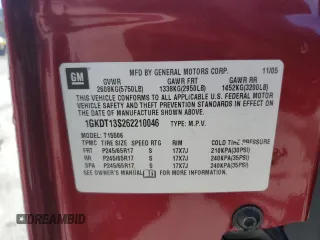 GM
MFD BY GENERAL MOTORS CORP. 11/05
GVWR GAWR FRT GAWR RR
2608KG(5750LB) 1338KG(2950LB) 1452KG(3200LB)
THIS VEHICLE CONFORMS TO ALL APPLICABLE U.S. FEDERAL MOTOR
VEHICLE SAFETY AND THEFT PREVENTION STANDARDS IN EFFECT ON
THE DATE OF MANUFACTURE SHOWN ABOVE.
1GKDT13S262210046 TYPE: M.P.V.
MODEL: T15506
TPMC TIRE SIZE SPEED RTG RIM COLD TIRE PRESSURE
FRT P245/65R17 S 17X7J 210KPA(30PSI)
RR P245/65R17 S 17X7J 240KPA(35PSI)
SPA P245/65R17 S 17X7J 240KPA(35PSI)
SEE OWNER'S MANUAL FOR MORE INFORMATION.